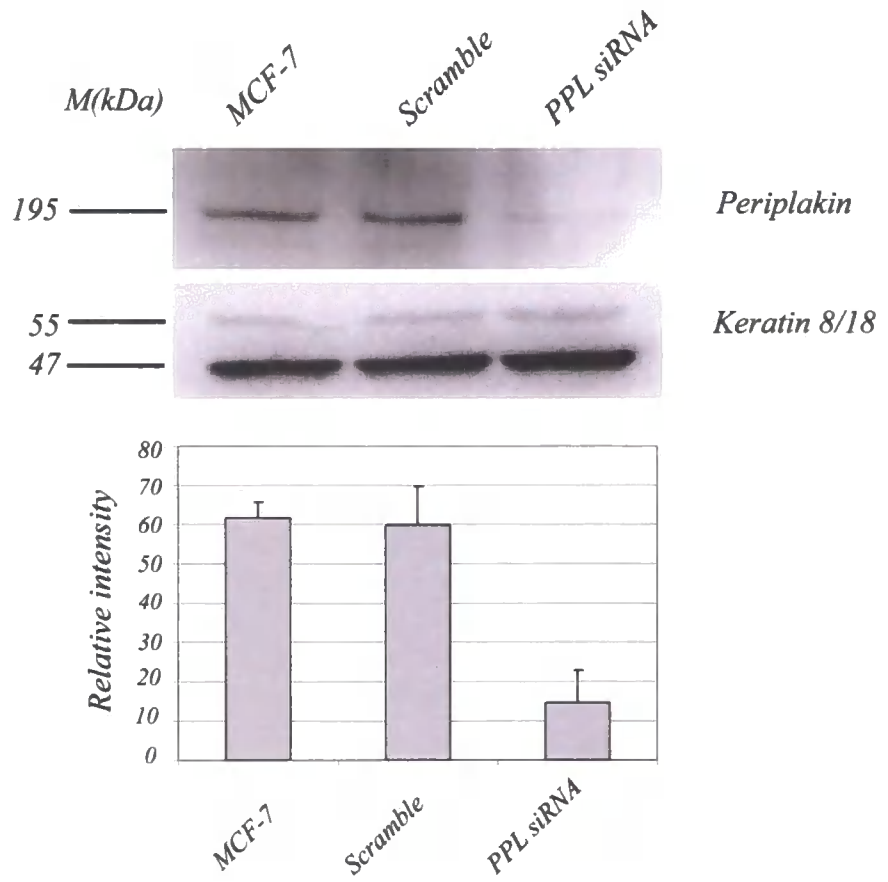 M(kDa) MCF-7 Scramble PPL siRNA
195 Periplakin
55 Keratin 8/18
47
80
70
60
50
40
30
20
10
0
Relative intensity
MCF-7 Scramble PPL siRNA